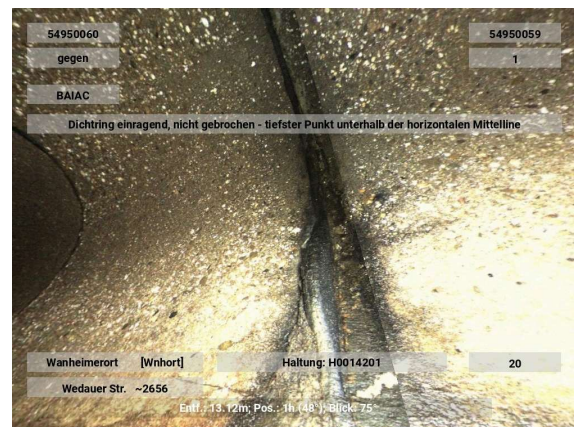 54950060 54950059
gegen 1
BAIAC
Dichtring einragend, nicht gebrochen - tiefster Punkt unterhalb der horizontalen Mittelline
Wanheimerort [Wnhort] Haltung: H0014201 20
Wedauer Str. ~2656
Entf.: 13.12m; Pos.: 1h (48°); Blick: 75°